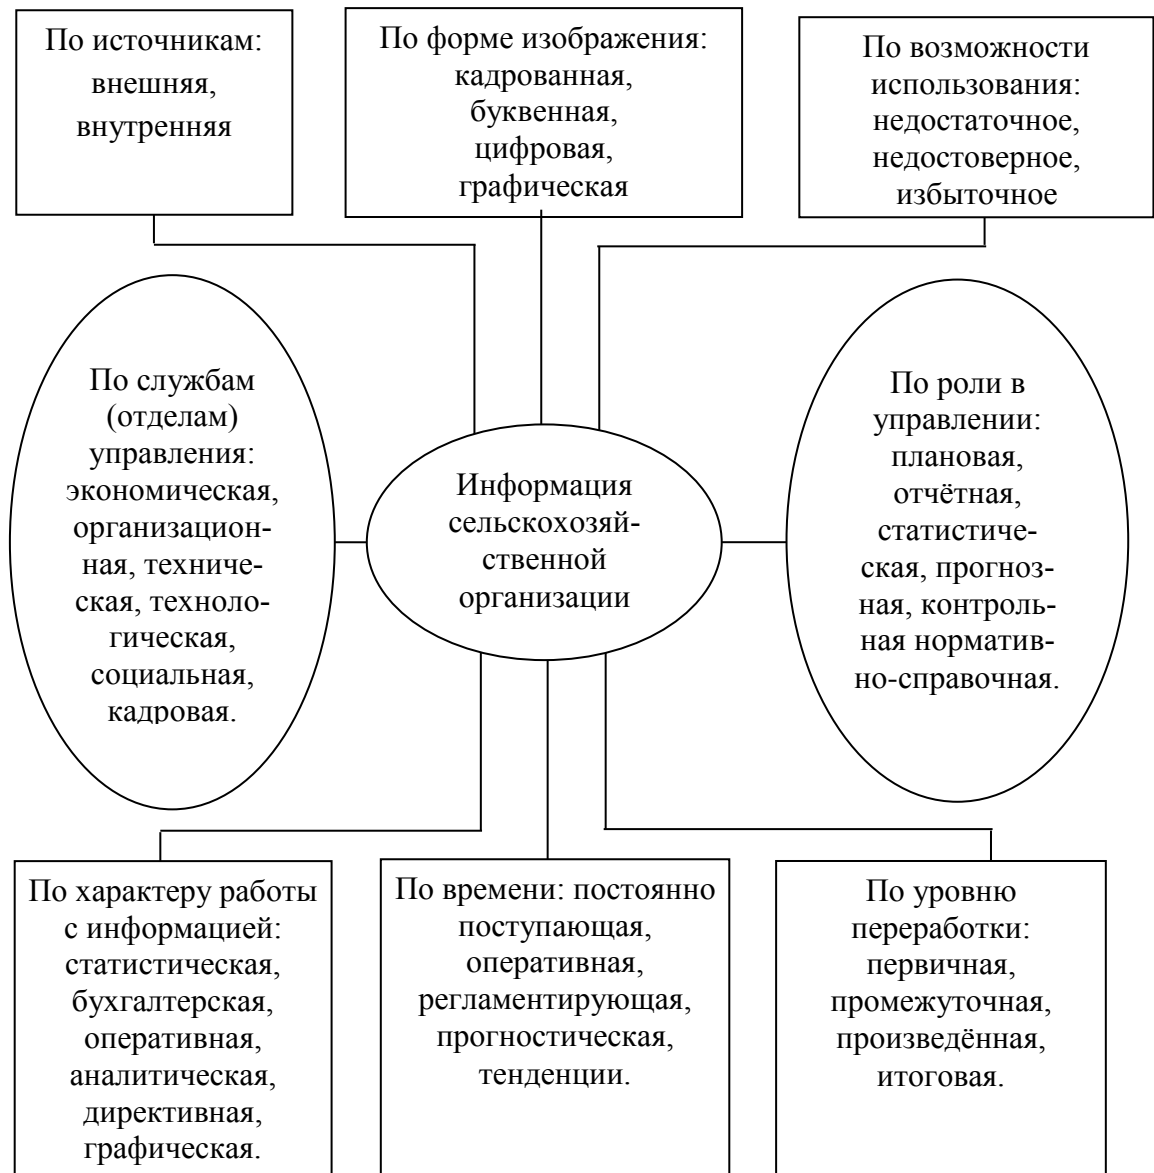 По источникам:
внешняя,
внутренняя
По форме изображения:
кадрованная,
буквенная,
цифровая,
графическая
По возможности
использования:
недостаточное,
недостоверное,
избыточное
По службам
(отделам)
управления:
экономическая,
организацион-
ная, техниче-
ская, техноло-
гическая,
социальная,
кадровая.
Информация
сельскохозяй-
ственной
организации
По роли в
управлении:
плановая,
отчётная,
статистиче-
ская, прогноз-
ная, контроль-
ная норматив-
но-справочная.
По характеру работы
с информацией:
статистическая,
бухгалтерская,
оперативная,
аналитическая,
директивная,
графическая.
По времени: постоянно
поступающая,
оперативная,
регламентирующая,
прогностическая,
тенденции.
По уровню
переработки:
первичная,
промежуточная,
произведённая,
итоговая.